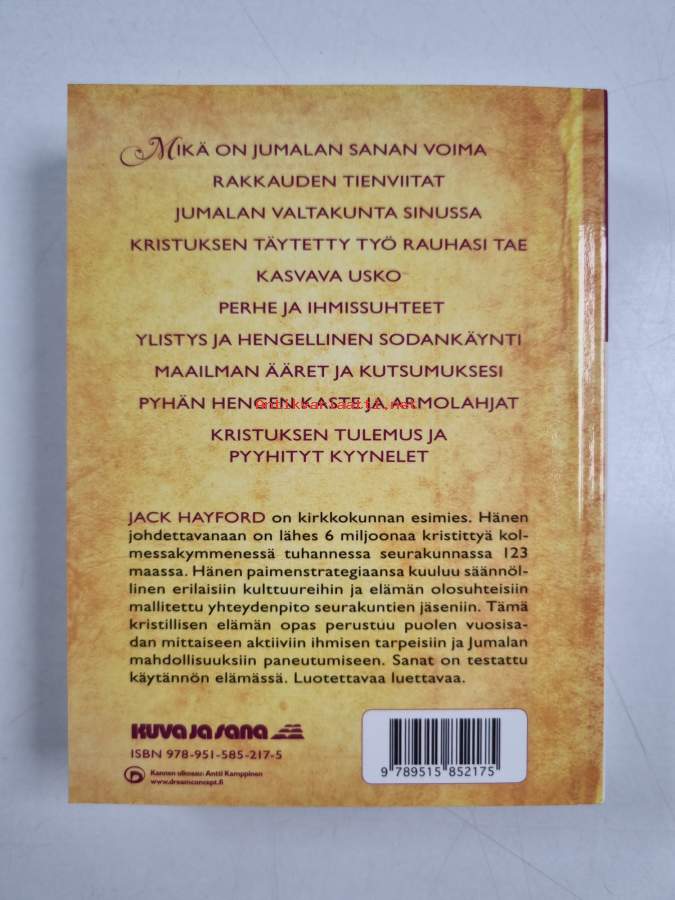 MIKÄ ON JUMALAN SANAN VOIMA
RAKKAUDEN TIENVIITAT
JUMALAN VALTAKUNTA SINUSSA
KRISTUKSEN TÄYTETTY TYÖ RAUHASI TAE
KASVAVA USKO
PERHE JA IHMISSUHTEET
YLISTYS JA HENGELLINEN SODANKÄYNTI
MAAILMAN ÄÄRET JA KUTSUMUKSESI
PYHÄN HENGEN KASTE JA ARMOLAHJAT
antikvariaatti.net
KRISTUKSEN TULEMUS JA
PYYHITYT KYYNELET
JACK HAYFORD on kirkkokunnan esimies. Hänen
johdettavanaan on lähes 6 miljoonaa kristittyä kol-
messakymmenessä tuhannessa seurakunnassa 123
maassa. Hänen paimenstrategiaansa kuuluu säännöl-
linen erilaisiin kulttuureihin ja elämän olosuhteisiin
mallitettu yhteydenpito seurakuntien jäseniin. Tämä
kristillisen elämän opas perustuu puolen vuosisa-
dan mittaiseen aktiiviin ihmisen tarpeisiin ja Jumalan
mahdollisuuksiin paneutumiseen. Sanat on testattu
käytännön elämässä. Luotettavaa luettavaa.
kuva ja sana
ISBN 978-951-585-217-5
Kannen ulkoasu: Antti Kamppinen
www.dreamconcept.fi
9 789515 852175